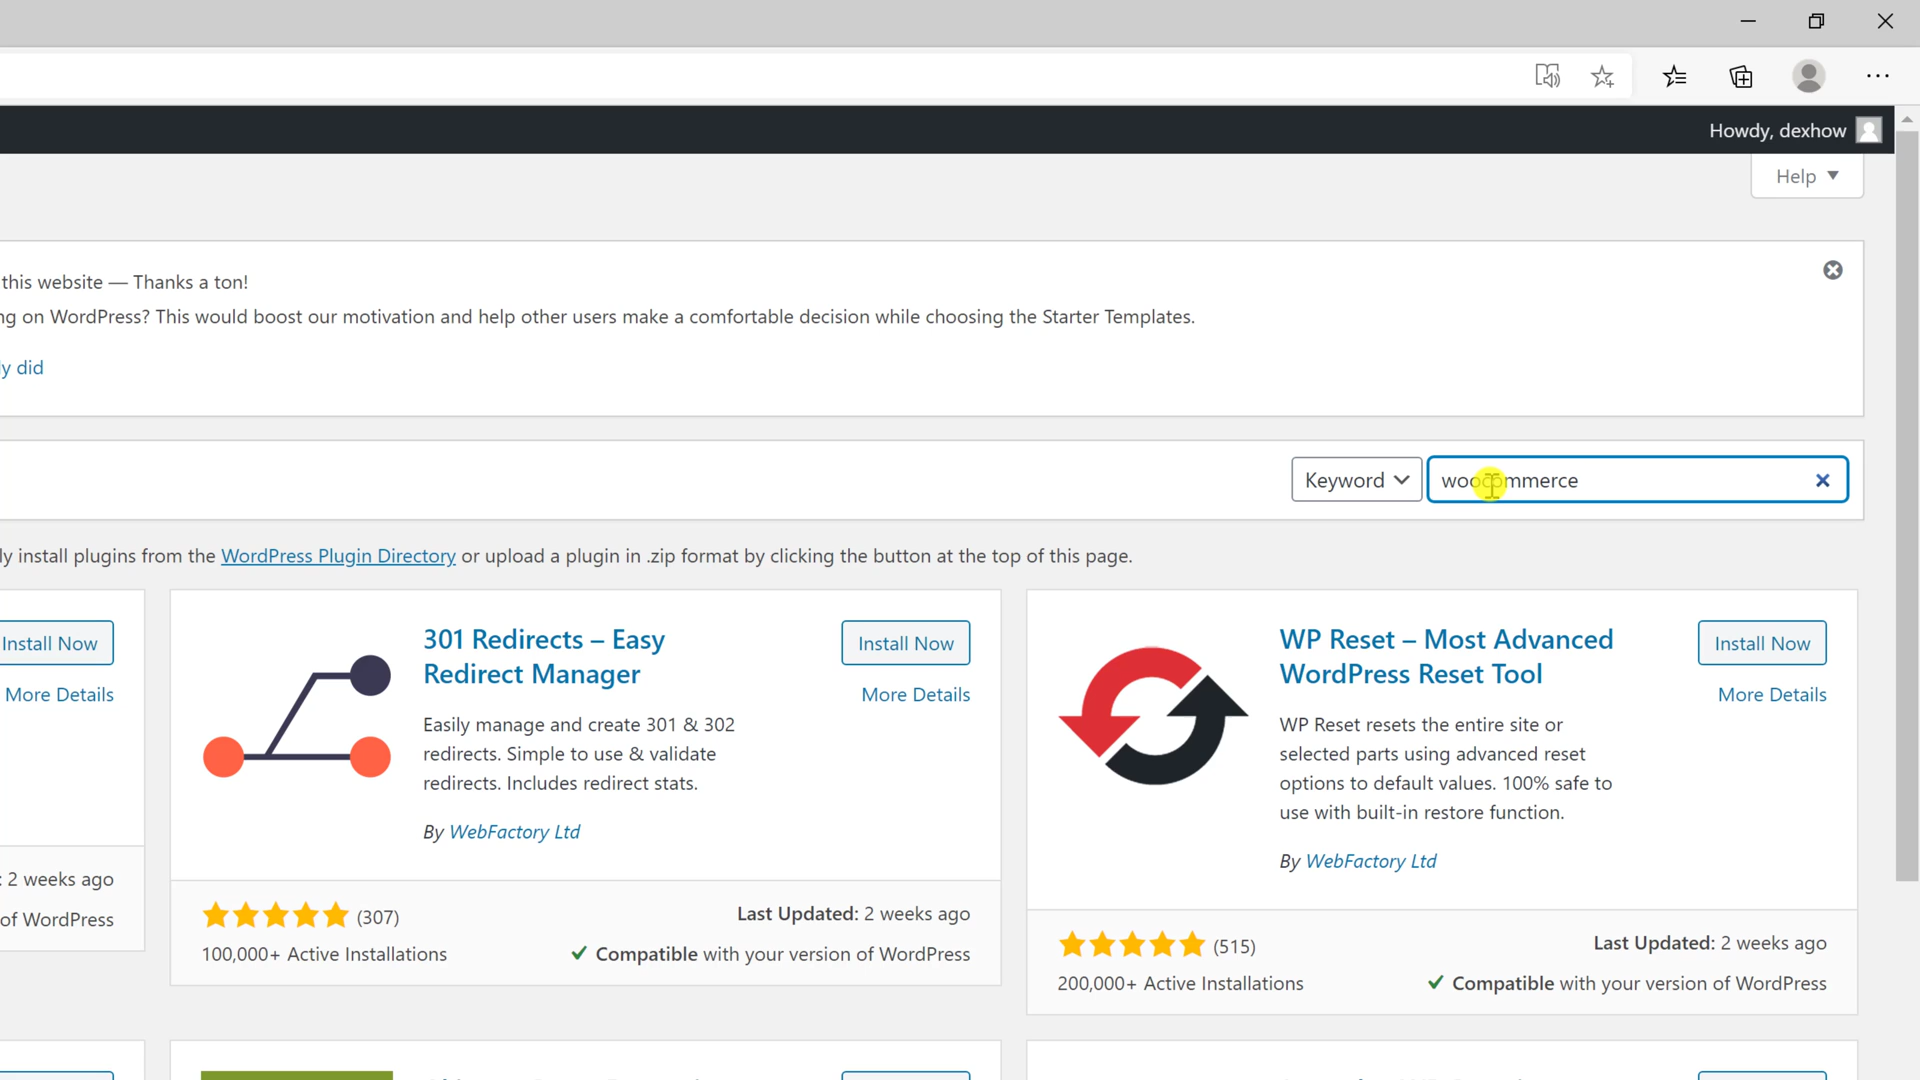 Howdy, dexhow
Help
this website — Thanks a ton!
ng on WordPress? This would boost our motivation and help other users make a comfortable decision while choosing the Starter Templates.
y did
Keyword
woocommerce
ly install plugins from the WordPress Plugin Directory or upload a plugin in .zip format by clicking the button at the top of this page.
Install Now
More Details
: 2 weeks ago
of WordPress
301 Redirects – Easy
Redirect Manager
Install Now
More Details
Easily manage and create 301 & 302
redirects. Simple to use & validate
redirects. Includes redirect stats.
By WebFactory Ltd
(307)
Last Updated: 2 weeks ago
100,000+ Active Installations
Compatible with your version of WordPress
WP Reset – Most Advanced
WordPress Reset Tool
Install Now
More Details
WP Reset resets the entire site or
selected parts using advanced reset
options to default values. 100% safe to
use with built-in restore function.
By WebFactory Ltd
(515)
Last Updated: 2 weeks ago
200,000+ Active Installations
Compatible with your version of WordPress